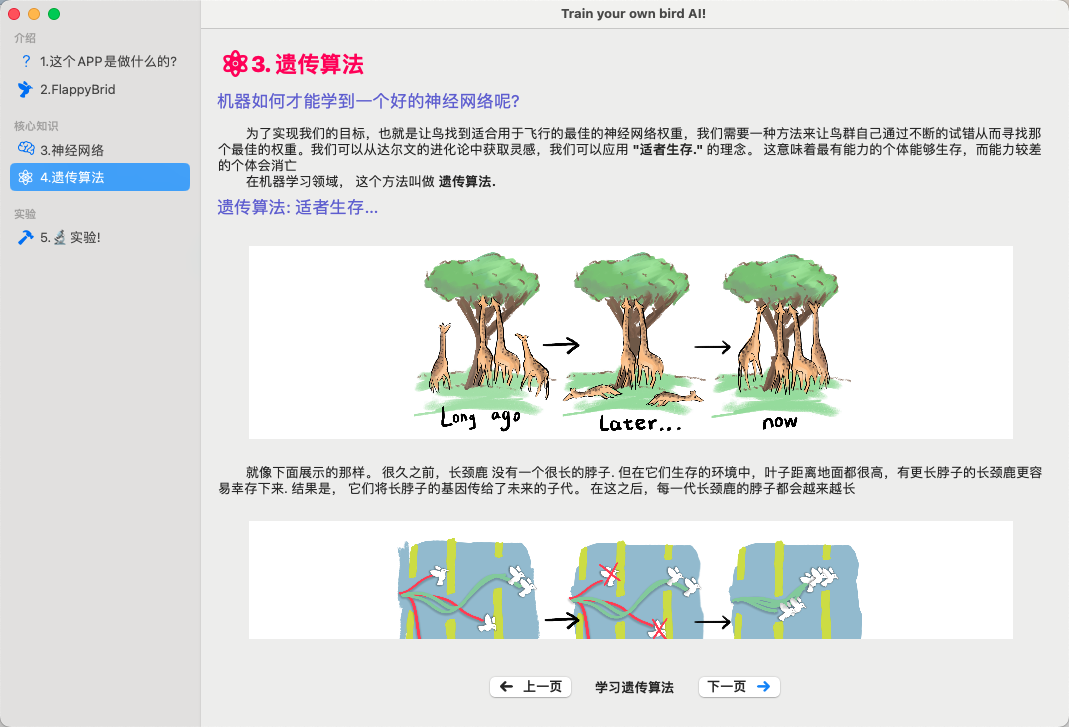 Train your own bird AI!
介绍
1.这个APP是做什么的?
2.FlappyBrid
核心知识
3.神经网络
4.遗传算法
实验
5.🔬实验!
3. 遗传算法
机器如何才能学到一个好的神经网络呢?
为了实现我们的目标，也就是让鸟找到适合用于飞行的最佳的神经网络权重，我们需要一种方法来让鸟群自己通过不断的试错从而寻找那
个最佳的权重。我们可以从达尔文的进化论中获取灵感，我们可以应用 "适者生存." 的理念。 这意味着最有能力的个体能够生存，而能力较差
的个体会消亡
在机器学习领域， 这个方法叫做 遗传算法.
遗传算法: 适者生存...
Long ago
Later...
now
就像下面展示的那样。 很久之前，长颈鹿 没有一个很长的脖子. 但在它们生存的环境中，叶子距离地面都很高，有更长脖子的长颈鹿更容
易幸存下来. 结果是， 它们将长脖子的基因传给了未来的子代。 在这之后，每一代长颈鹿的脖子都会越来越长
上一页
学习遗传算法
下一页